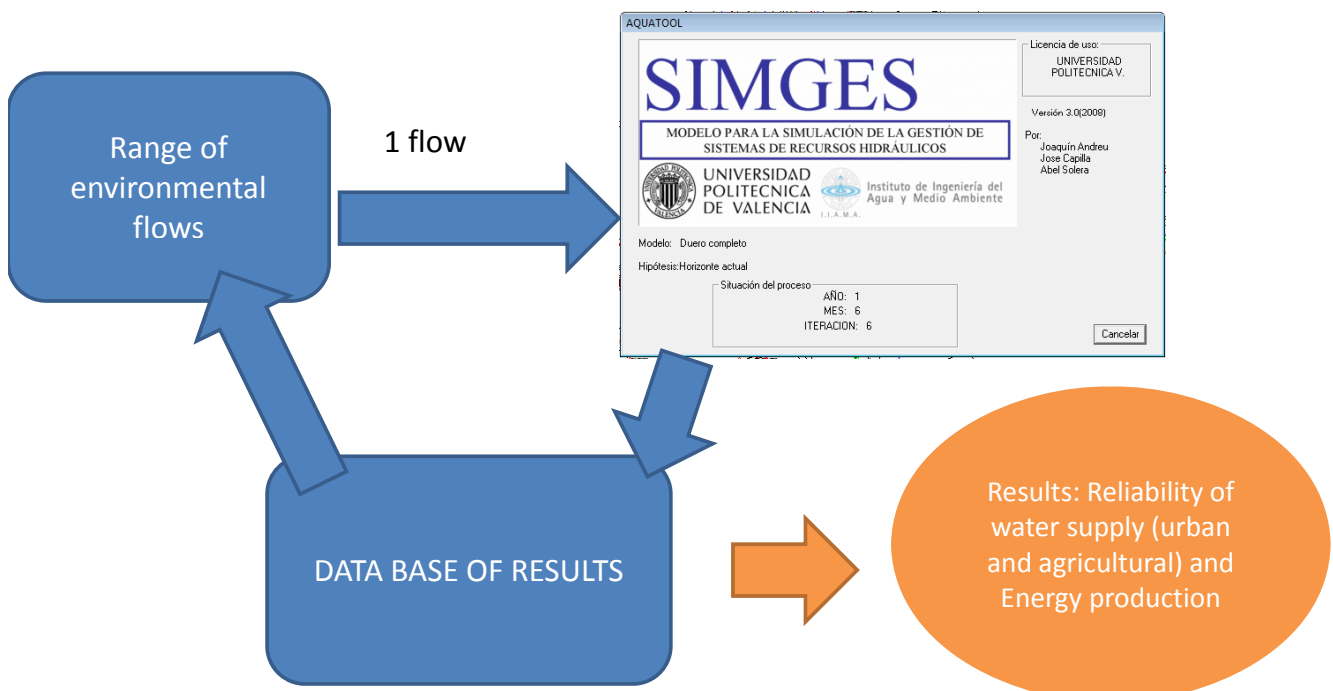 Range of
environmental
flows
1 flow
AQUATOOL
SIMGES
MODELO PARA LA SIMULACIÓN DE LA GESTIÓN DE
SISTEMAS DE RECURSOS HIDRÁULICOS
UNIVERSIDAD
POLITECNICA
DE VALENCIA
I.I.A.M.A.
Instituto de Ingeniería del
Agua y Medio Ambiente
Licencia de uso:
UNIVERSIDAD
POLITECNICA V.
Versión 3.0(2008)
Por:
Joaquín Andreu
Jose Capilla
Abel Solera
Modelo: Duero completo
Hipótesis:Horizonte actual
Situación del proceso
AÑO: 1
MES: 6
ITERACION: 6
Cancelar
DATA BASE OF RESULTS
Results: Reliability of
water supply (urban
and agricultural) and
Energy production